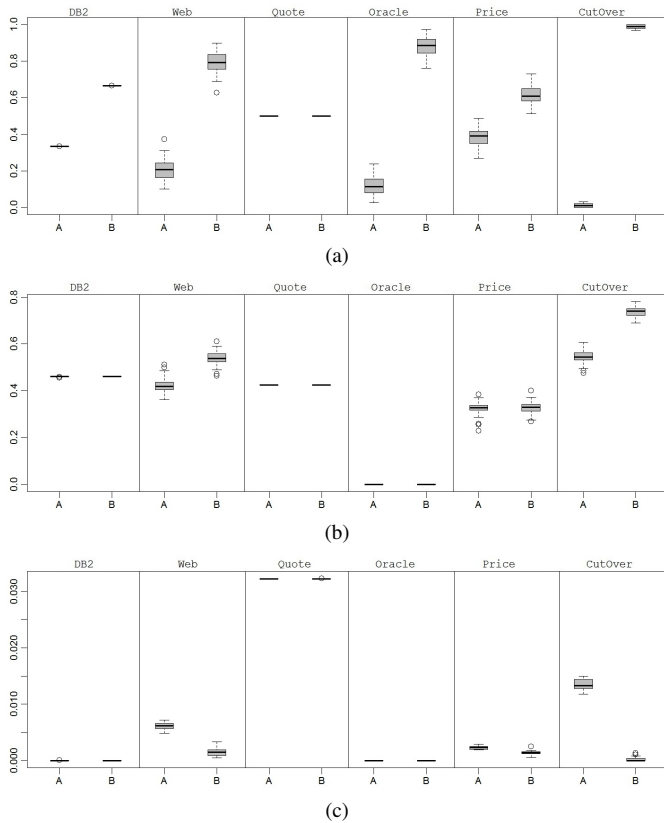 DB2 Web Quote Oracle Price CutOver
1.0
0.8
0.6
0.4
0.2
0.0
A B A B A B A B A B A B
(a)
DB2 Web Quote Oracle Price CutOver
0.8
0.6
0.4
0.2
0.0
A B A B A B A B A B A B
(b)
DB2 Web Quote Oracle Price CutOver
0.030
0.020
0.010
0.000
A B A B A B A B A B A B
(c)